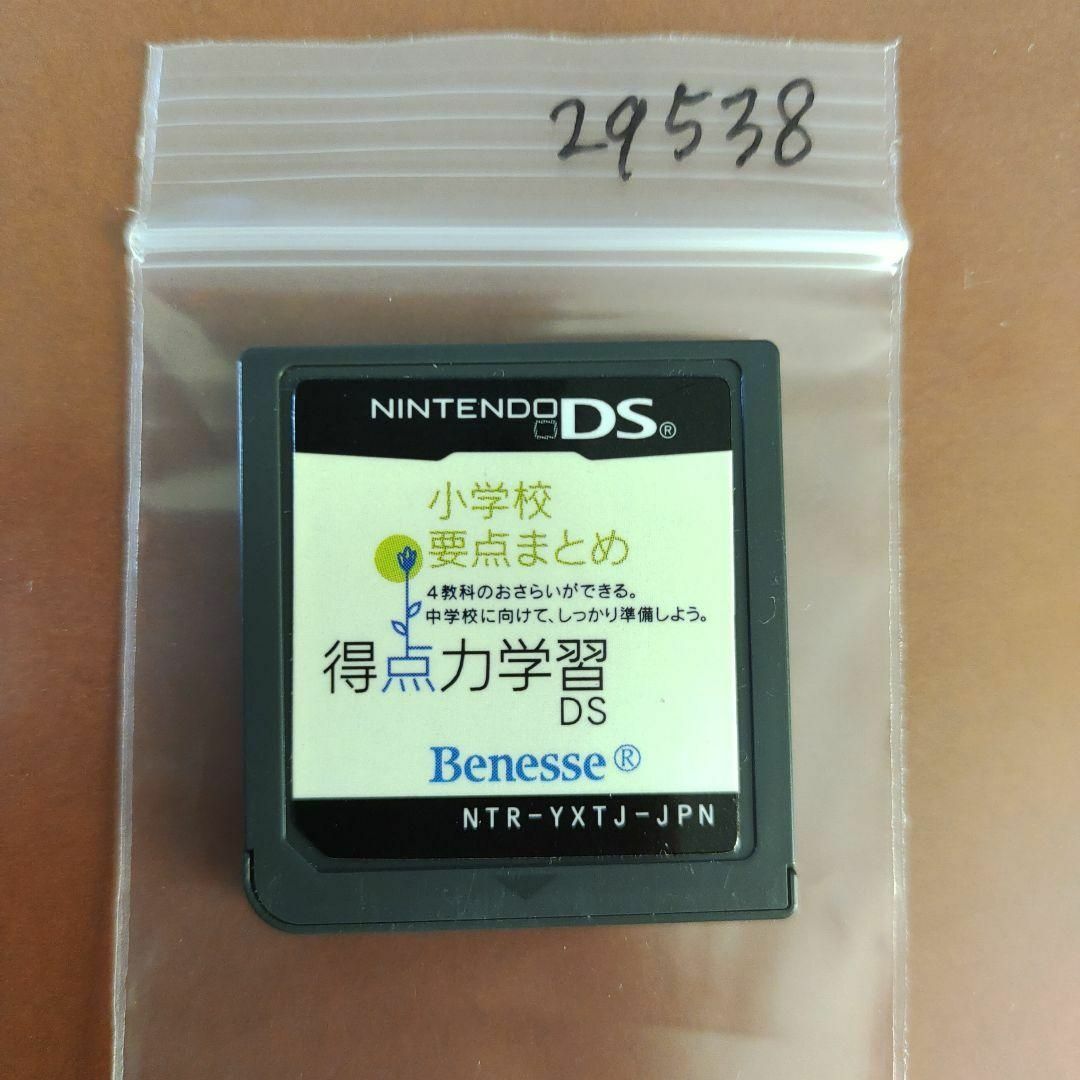 29538
NINTENDO DS®
小学校
要点まとめ
4教科のおさらいができる。
中学校に向けて、しっかり準備しよう。
得点力学習
DS
Benesse®
NTR-YXTJ-JPN